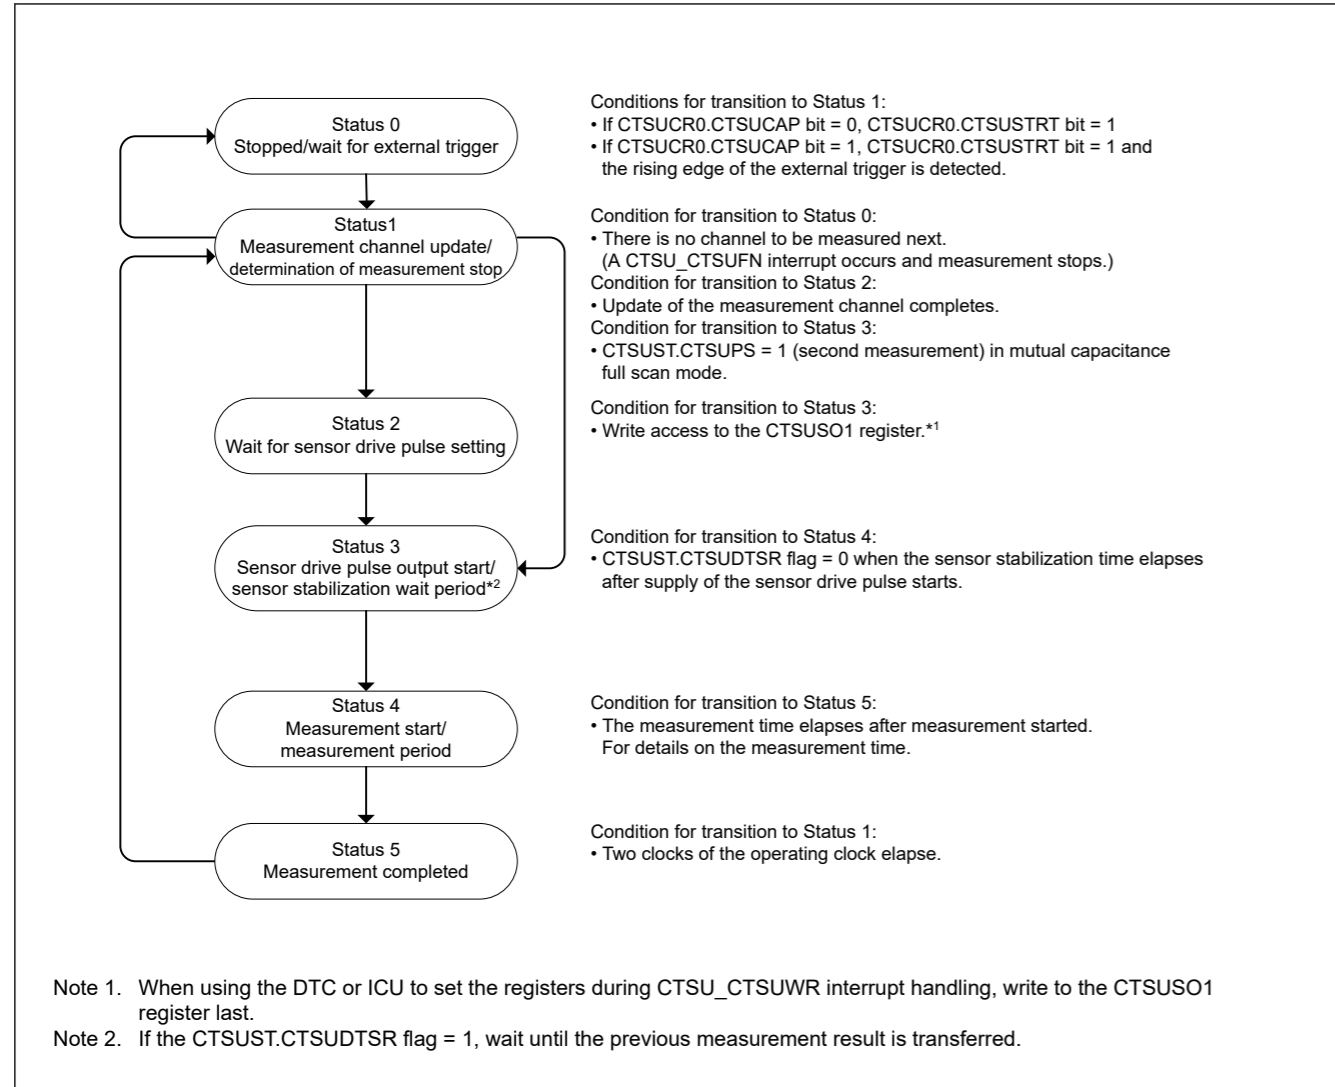 Status 0
Stopped/wait for external trigger
Conditions for transition to Status 1:
• If CTSUCR0.CTSUCAP bit = 0, CTSUCR0.CTSUSTRT bit = 1
• If CTSUCR0.CTSUCAP bit = 1, CTSUCR0.CTSUSTRT bit = 1 and
the rising edge of the external trigger is detected.
Status1
Measurement channel update/
determination of measurement stop
Condition for transition to Status 0:
• There is no channel to be measured next.
(A CTSU_CTSUFN interrupt occurs and measurement stops.)
Condition for transition to Status 2:
• Update of the measurement channel completes.
Condition for transition to Status 3:
• CTSUST.CTSUPS = 1 (second measurement) in mutual capacitance
full scan mode.
Status 2
Wait for sensor drive pulse setting
Condition for transition to Status 3:
• Write access to the CTSUSO1 register.*1
Status 3
Sensor drive pulse output start/
sensor stabilization wait period*2
Condition for transition to Status 4:
• CTSUST.CTSUDTSR flag = 0 when the sensor stabilization time elapses
after supply of the sensor drive pulse starts.
Status 4
Measurement start/
measurement period
Condition for transition to Status 5:
• The measurement time elapses after measurement started.
For details on the measurement time.
Status 5
Measurement completed
Condition for transition to Status 1:
• Two clocks of the operating clock elapse.
Note 1. When using the DTC or ICU to set the registers during CTSU_CTSUWR interrupt handling, write to the CTSUSO1
register last.
Note 2. If the CTSUST.CTSUDTSR flag = 1, wait until the previous measurement result is transferred.